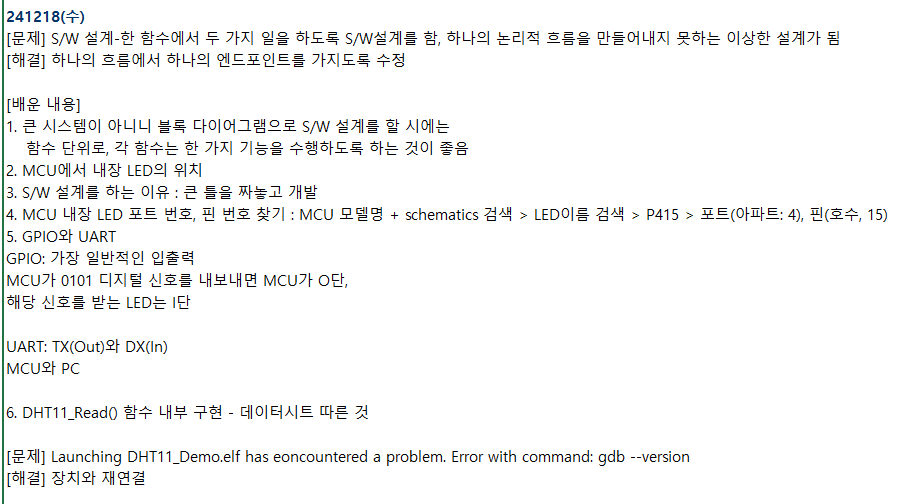 241218(수)
[문제] S/W 설계-한 함수에서 두 가지 일을 하도록 S/W설계를 함, 하나의 논리적 흐름을 만들어내지 못하는 이상한 설계가 됨
[해결] 하나의 흐름에서 하나의 엔드포인트를 가지도록 수정
[배운 내용]
1. 큰 시스템이 아니니 블록 다이어그램으로 S/W 설계를 할 시에는
함수 단위로, 각 함수는 한 가지 기능을 수행하도록 하는 것이 좋음
2. MCU에서 내장 LED의 위치
3. S/W 설계를 하는 이유 : 큰 틀을 짜놓고 개발
4. MCU 내장 LED 포트 번호, 핀 번호 찾기 : MCU 모델명 + schematics 검색 > LED이름 검색 > P415 > 포트(아파트: 4), 핀(호수, 15)
5. GPIO와 UART
GPIO: 가장 일반적인 입출력
MCU가 0101 디지털 신호를 내보내면 MCU가 O단,
해당 신호를 받는 LED는 I단
UART: TX(Out)와 DX(In)
MCU와 PC
6. DHT11_Read() 함수 내부 구현 - 데이터시트 따른 것
[문제] Launching DHT11_Demo.elf has eoncountered a problem. Error with command: gdb --version
[해결] 장치와 재연결